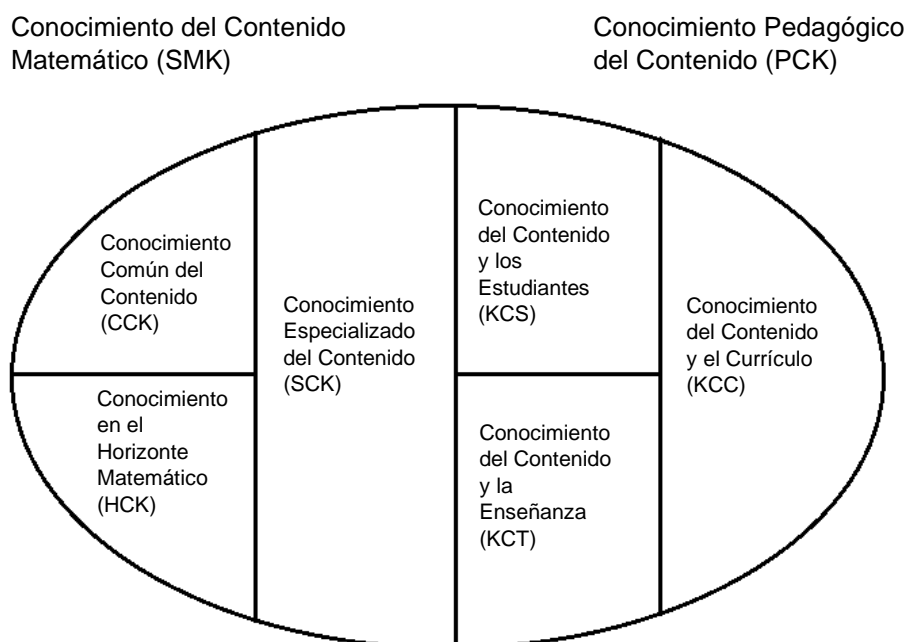 Conocimiento del Contenido
Matemático (SMK)
Conocimiento Pedagógico
del Contenido (PCK)
Conocimiento
Común del
Contenido
(CCK)
Conocimiento
en el
Horizonte
Matemático
(HCK)
Conocimiento
Especializado
del Contenido
(SCK)
Conocimiento
del Contenido
y los
Estudiantes
(KCS)
Conocimiento
del Contenido
y la
Enseñanza
(KCT)
Conocimiento
del Contenido
y el Currículo
(KCC)